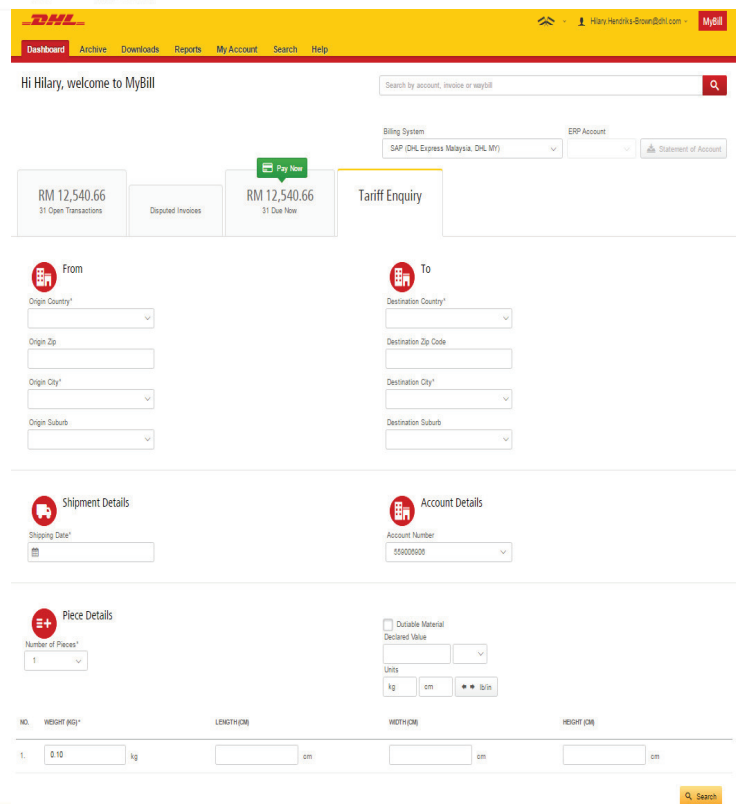 DHL
Hilary.Hendriks-Brown@dhl.com
MyBill
Dashboard Archive Downloads Reports My Account Search Help
Hi Hilary, welcome to MyBill
Search by account, invoice or waybill
Billing System ERP Account
SAP (DHL Express Malaysia, DHL MY) Statement of Account
Pay Now
RM 12,540.66
31 Open Transactions
Disputed Invoices
RM 12,540.66
31 Due Now
Tariff Enquiry
From To
Origin Country* Destination Country*
Origin Zip Destination Zip Code
Origin City* Destination City*
Origin Suburb Destination Suburb
Shipment Details Account Details
Shipping Date* Account Number
559006906
Piece Details
Number of Pieces*
1
Dutiable Material
Declared Value
Units
kg cm ** lb/in
NO. WEIGHT (KG)* LENGTH (CM) WIDTH (CM) HEIGHT (CM)
1. 0.10 kg cm cm cm
Search